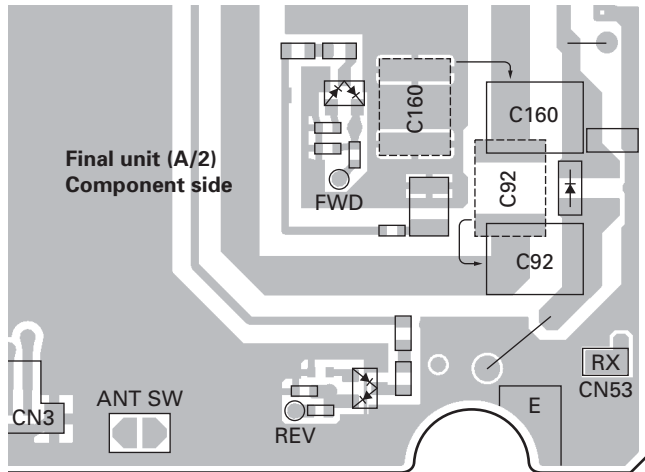 C160
C160
Final unit (A/2)
Component side
C92
FWD
C92
RX
CN53
ANT SW
CN3
E
REV